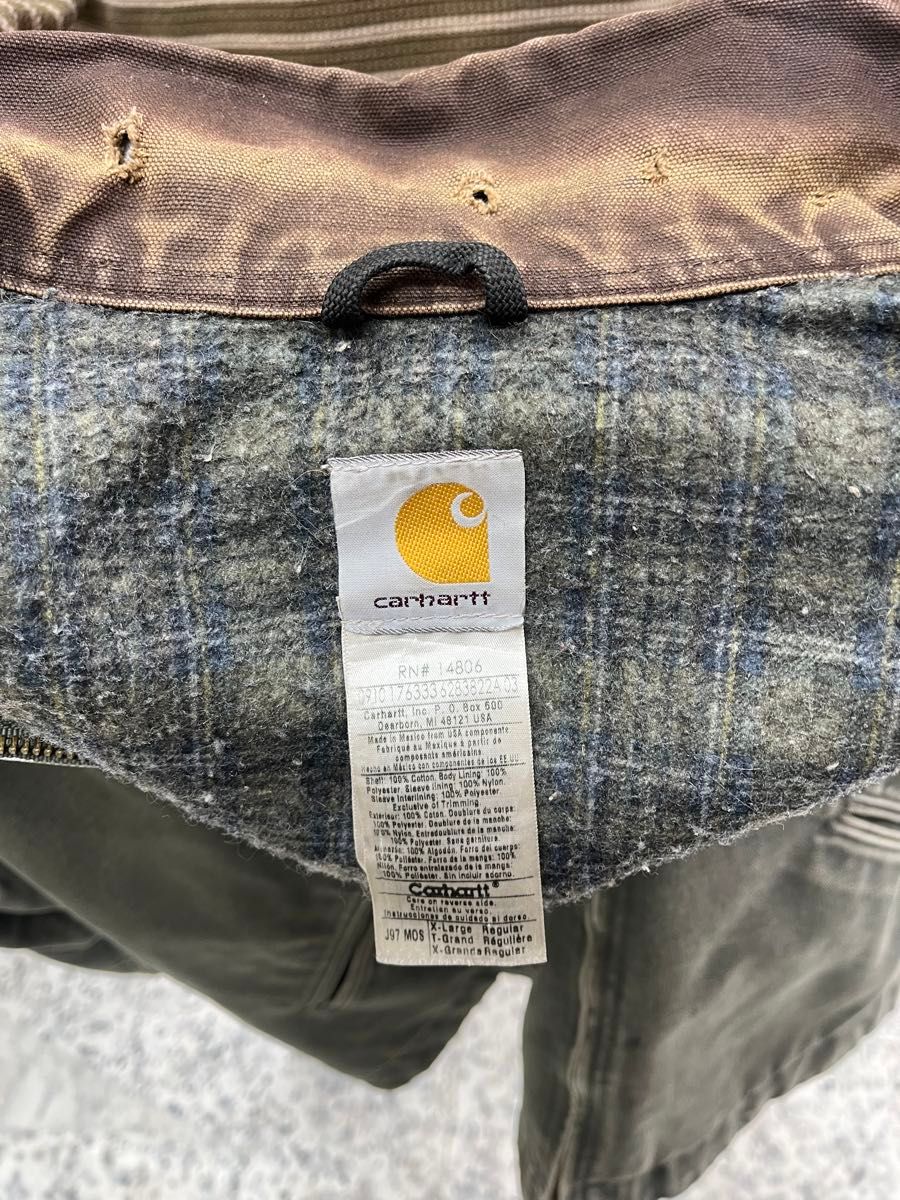 carhartt
RN# 14806
09101763336283822A 03
Carhartt, Inc. P. O. Box 600
Dearborn, MI 48121 USA
Made in Mexico from USA components
Fabriqué au Mexique à partir de
composants américains.
Hecho en México con componentes de los EE UU
Shell: 100% Cotton, Body Lining: 100%
Polyester, Sleeve lining: 100% Nylon.
Sleeve Interlining: 100% Polyester.
Exclusive of Trimming.
Extérieur: 100% Coton. Doublure du corps:
100% Polyester. Doublure de la manche:
100% Nylon. Entredoublure de la manche:
100% Polyester. Sans garniture.
100% Algodón. Forro del cuerpo:
100% Poliéster. Forro de la manga: 100%
Nilón. Forro entrelazado de la manga:
100% Poliéster. Sin incluir adorno.
Carhartt®
Care on reverse side.
Entretien au verso.
Instrucciones de cuidado al dorso.
J97 MOS
X-Large Regular
T-Grand Régulière
X-Grande Regular